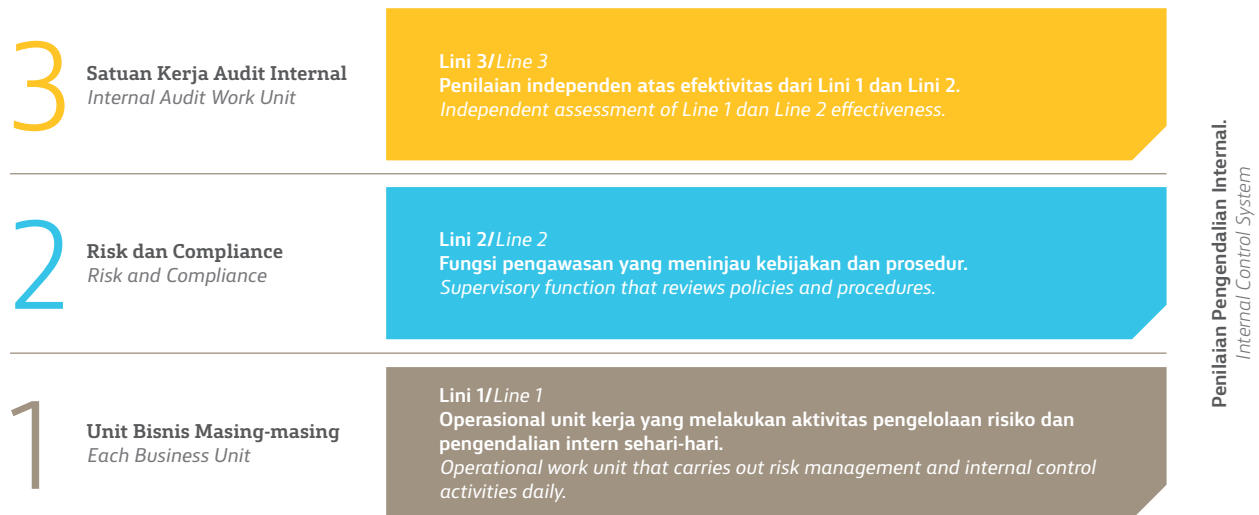 3
Satuan Kerja Audit Internal
Internal Audit Work Unit
Lini 3/Line 3
Penilaian independen atas efektivitas dari Lini 1 dan Lini 2.
Independent assessment of Line 1 dan Line 2 effectiveness.
2
Risk dan Compliance
Risk and Compliance
Lini 2/Line 2
Fungsi pengawasan yang meninjau kebijakan dan prosedur.
Supervisory function that reviews policies and procedures.
1
Unit Bisnis Masing-masing
Each Business Unit
Lini 1/Line 1
Operasional unit kerja yang melakukan aktivitas pengelolaan risiko dan
pengendalian intern sehari-hari.
Operational work unit that carries out risk management and internal control
activities daily.
Penilaian Pengendalian Internal.
Internal Control System